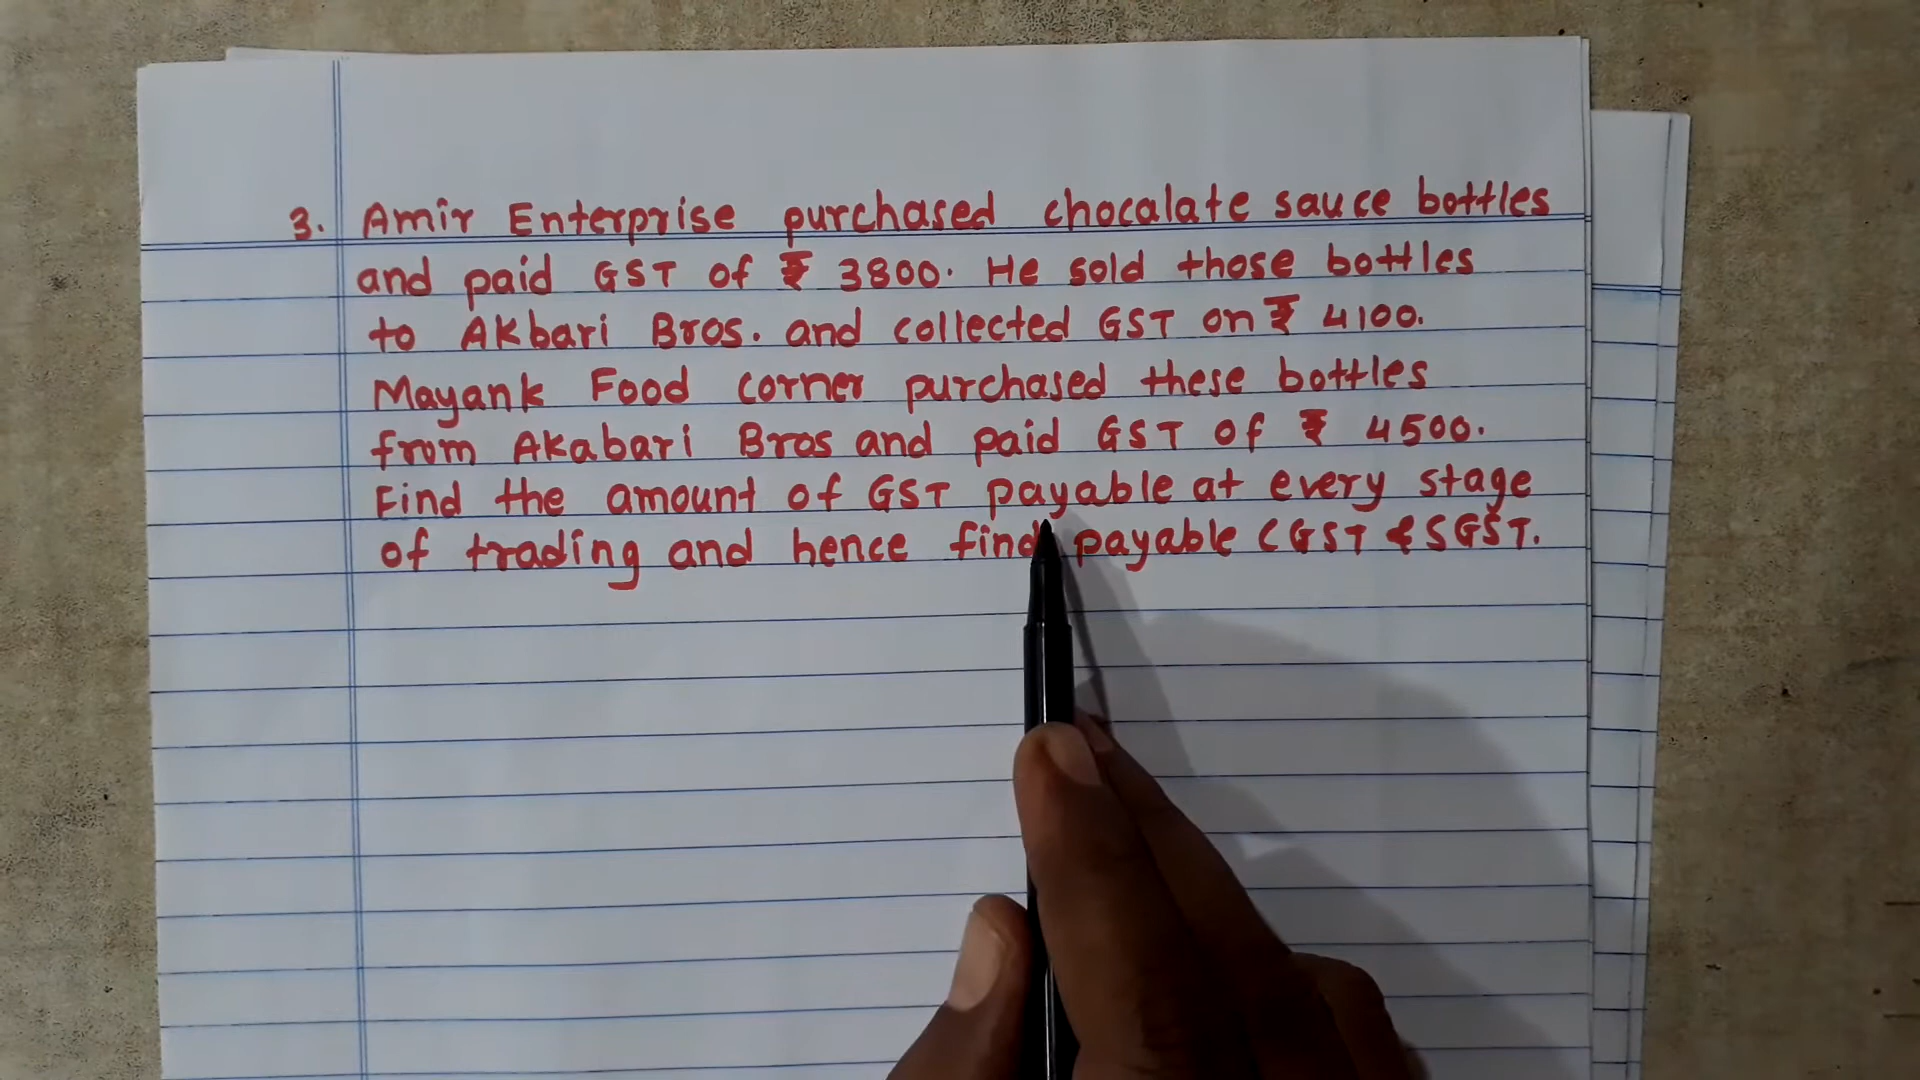 3. Amir Enterprise purchased chocalate sauce bottles
and paid GST of ₹ 3800. He sold those bottles
to Akbari Bros. and collected GST on ₹ 4100.
Mayank Food corner purchased these bottles
from Akabari Bros and paid GST of ₹ 4500.
Find the amount of GST payable at every stage
of trading and hence find payable CGST & SGST.